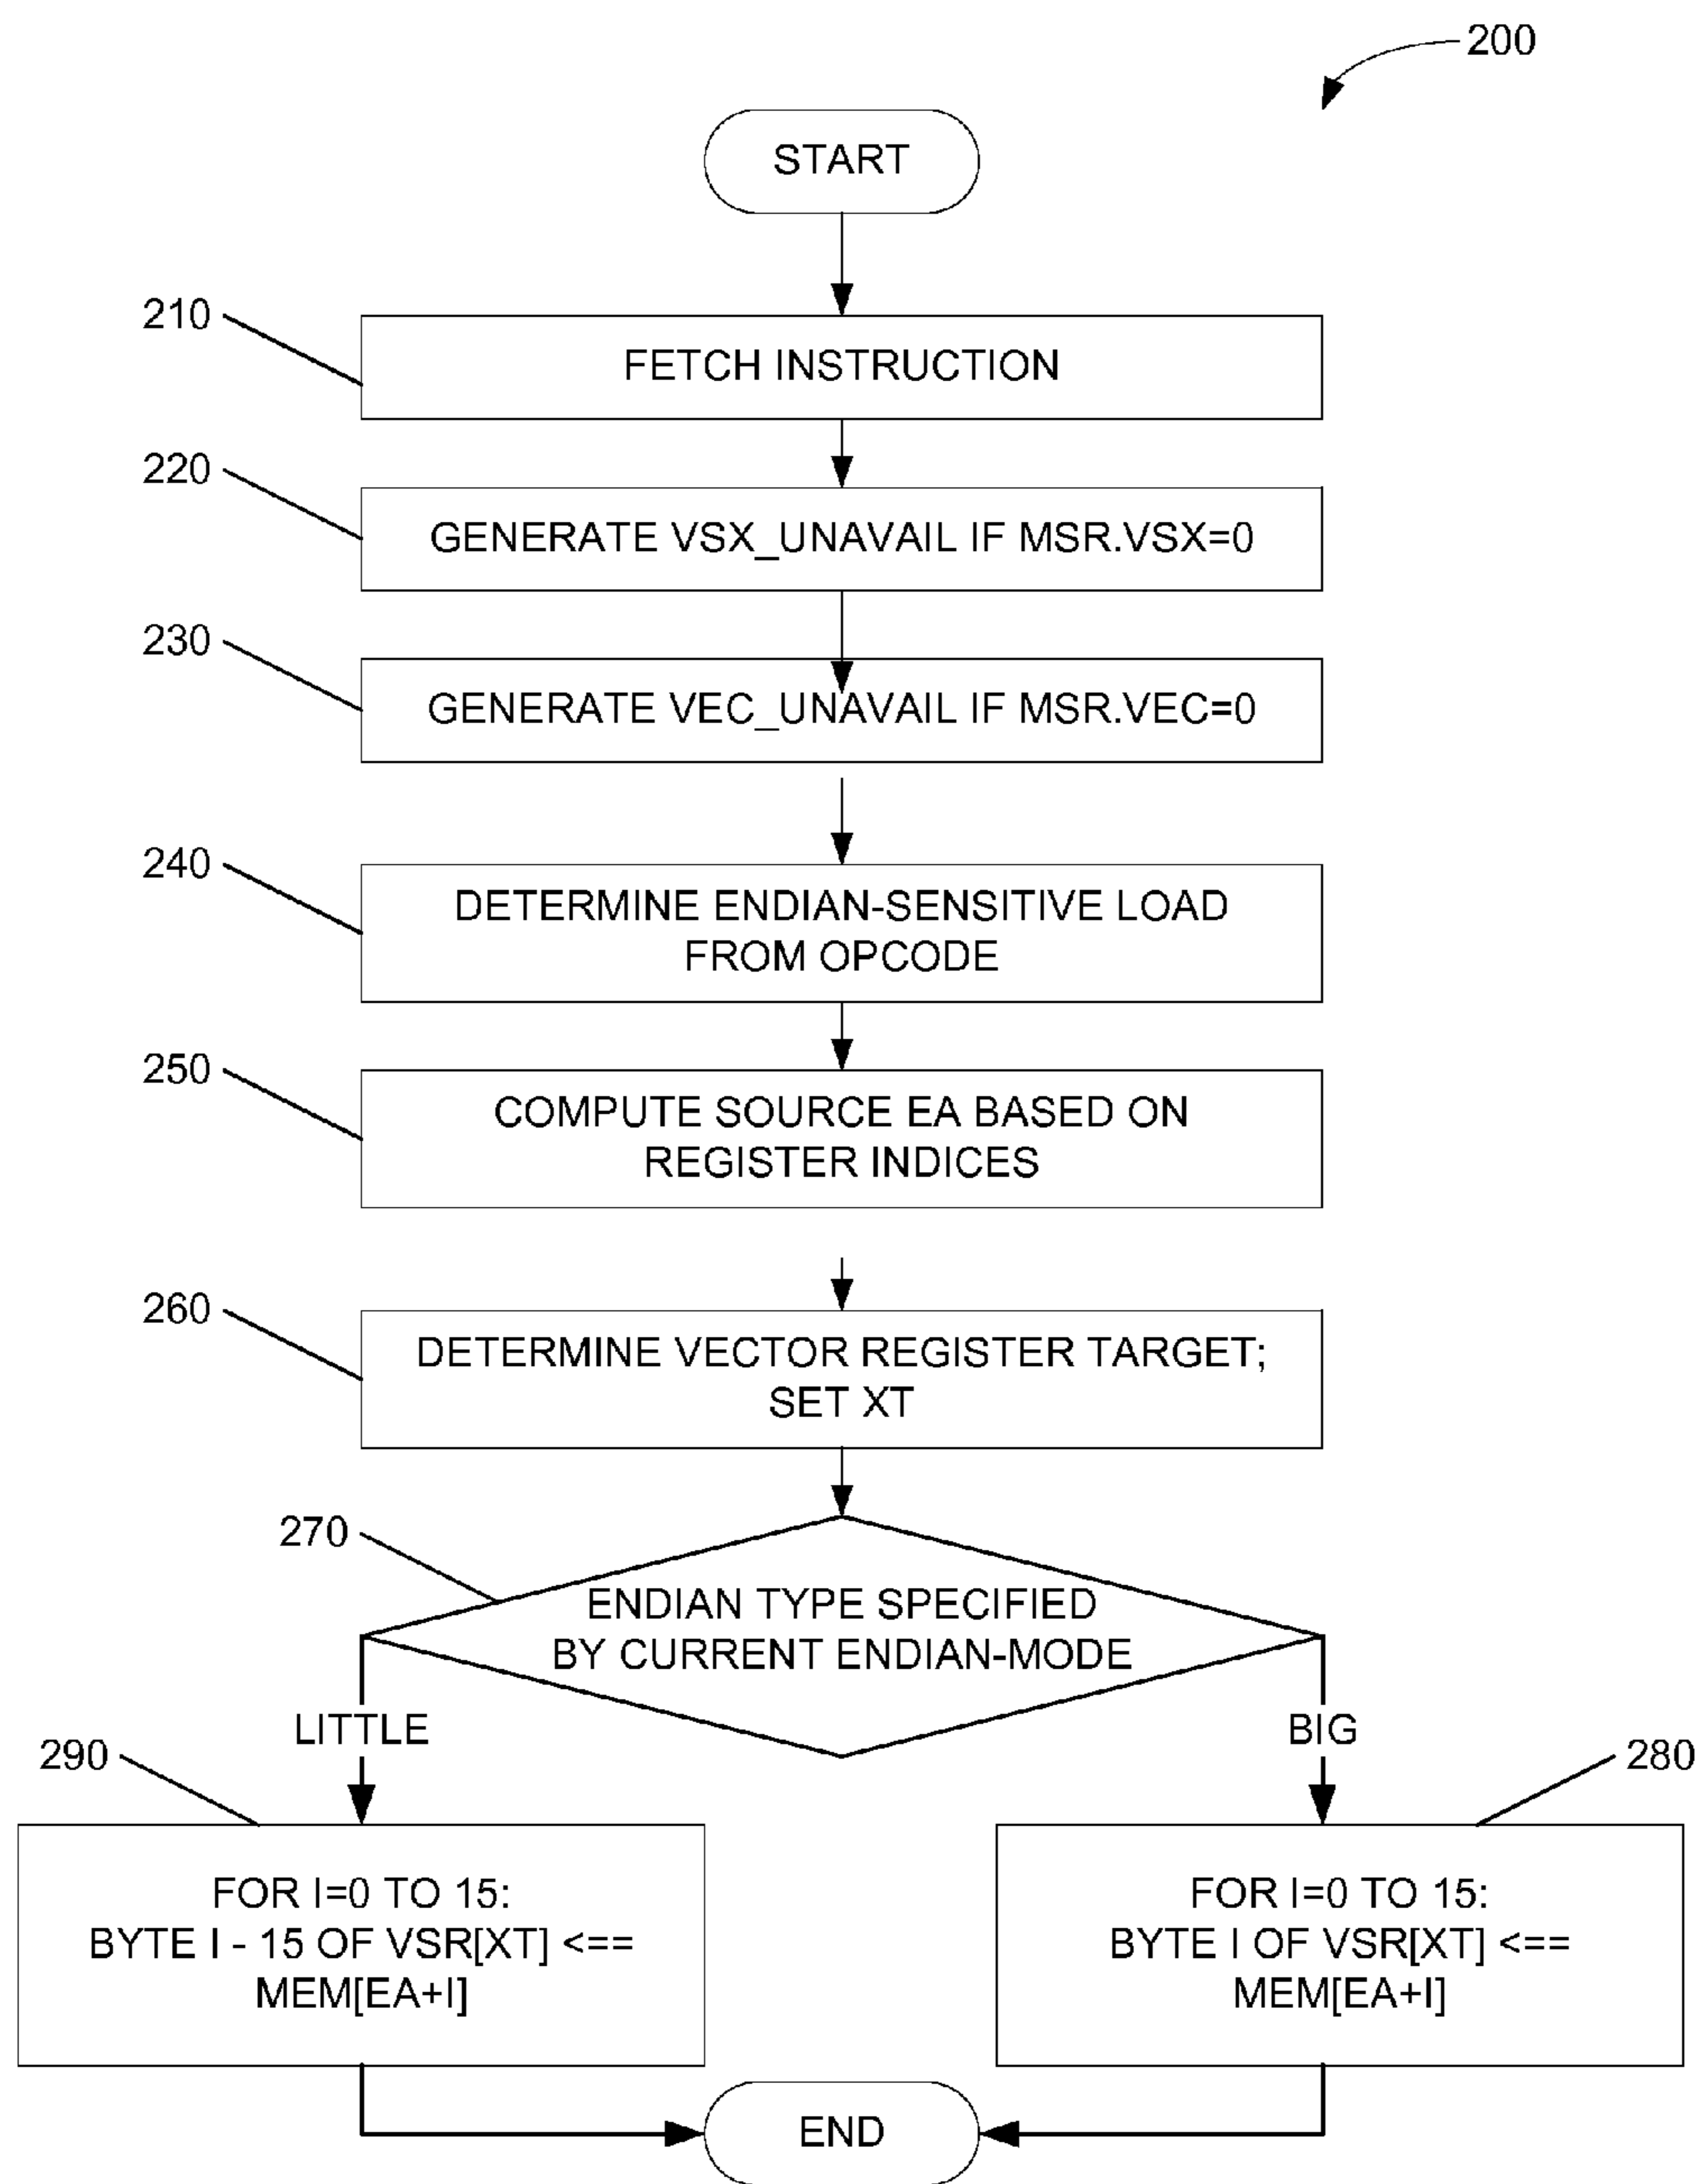 200
START
210
FETCH INSTRUCTION
220
GENERATE VSX_UNAVAIL IF MSR.VSX=0
230
GENERATE VEC_UNAVAIL IF MSR.VEC=0
240
DETERMINE ENDIAN-SENSITIVE LOAD
FROM OPCODE
250
COMPUTE SOURCE EA BASED ON
REGISTER INDICES
260
DETERMINE VECTOR REGISTER TARGET;
SET XT
270
ENDIAN TYPE SPECIFIED
BY CURRENT ENDIAN-MODE
LITTLE
BIG
290
280
FOR I=0 TO 15:
BYTE I - 15 OF VSR[XT] <==
MEM[EA+I]
FOR I=0 TO 15:
BYTE I OF VSR[XT] <==
MEM[EA+I]
END